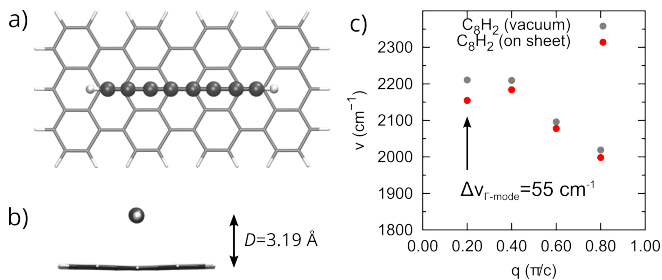 a)
b)
D=3.19 Å
c)
C₈H₂ (vacuum)
C₈H₂ (on sheet)
ν (cm⁻¹)
2300
2200
2100
2000
1900
1800
Δν_Γ-mode=55 cm⁻¹
0.00 0.20 0.40 0.60 0.80 1.00
q (π/c)